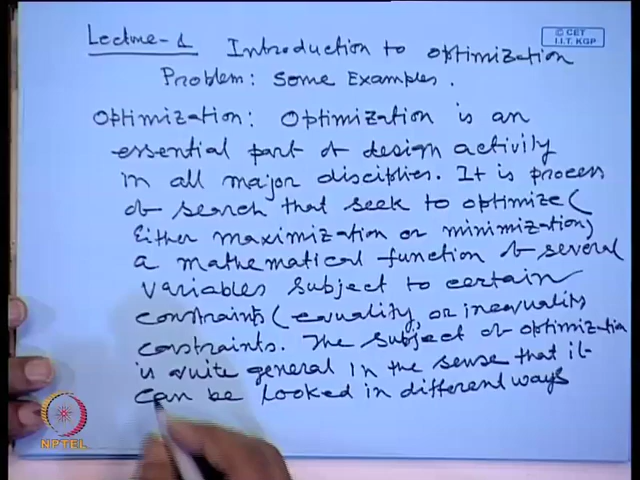 Lecture-1 Introduction to optimization
© CET
I.I.T. KGP
Problem: Some Examples.
Optimization: Optimization is an
essential part of design activity
in all major disciplies. It is process
of search that seek to optimize (
Either maximization or minimization)
a mathematical function of several
variables subject to certain
constraints (equality or inequality
constraints. The subject of optimization
is quite general in the sense that it
can be looked in different ways
NPTEL